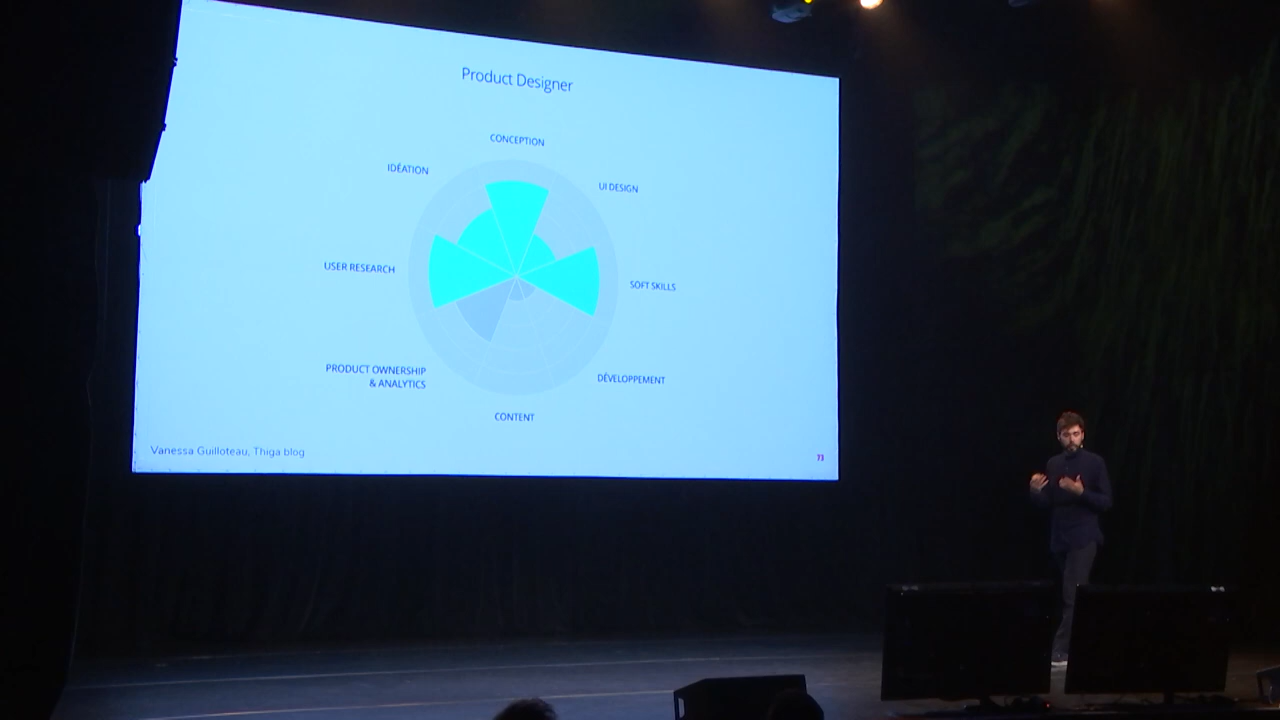 Product Designer
CONCEPTION
IDÉATION
UI DESIGN
USER RESEARCH
SOFT SKILLS
PRODUCT OWNERSHIP
& ANALYTICS
DÉVELOPPEMENT
CONTENT
Vanessa Guilloteau, Thiga blog
73